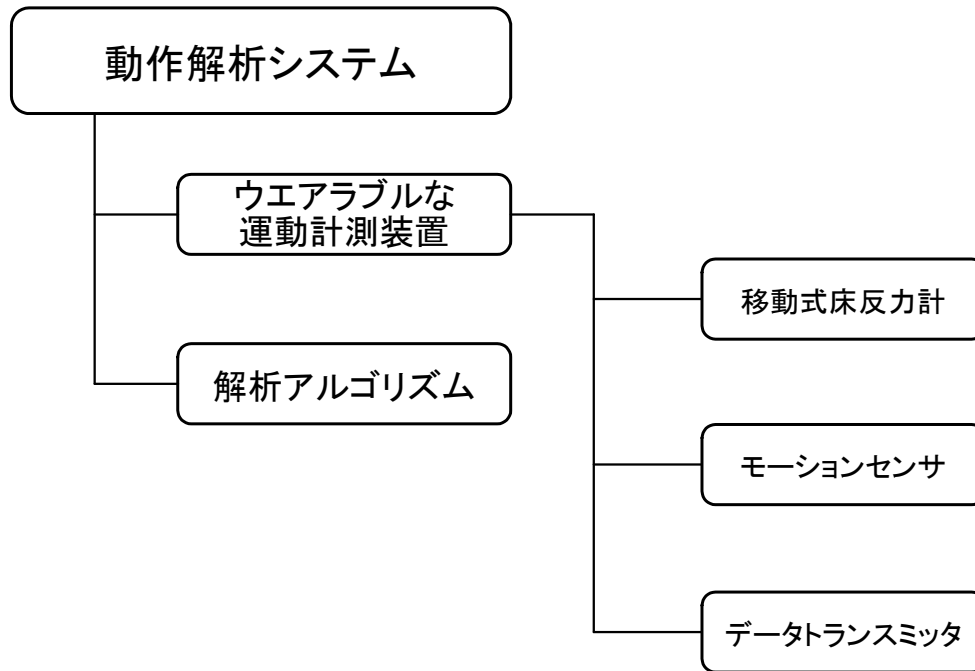 動作解析システム
ウエアラブルな
運動計測装置
移動式床反力計
解析アルゴリズム
モーションセンサ
データトランスミッタ